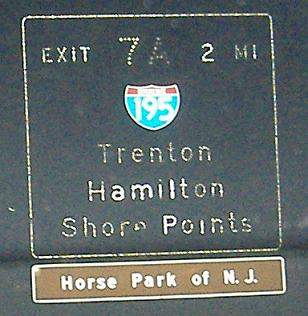 EXIT 7A 2 MI
195
Trenton
Hamilton
Shore Points
Horse Park of N.J.